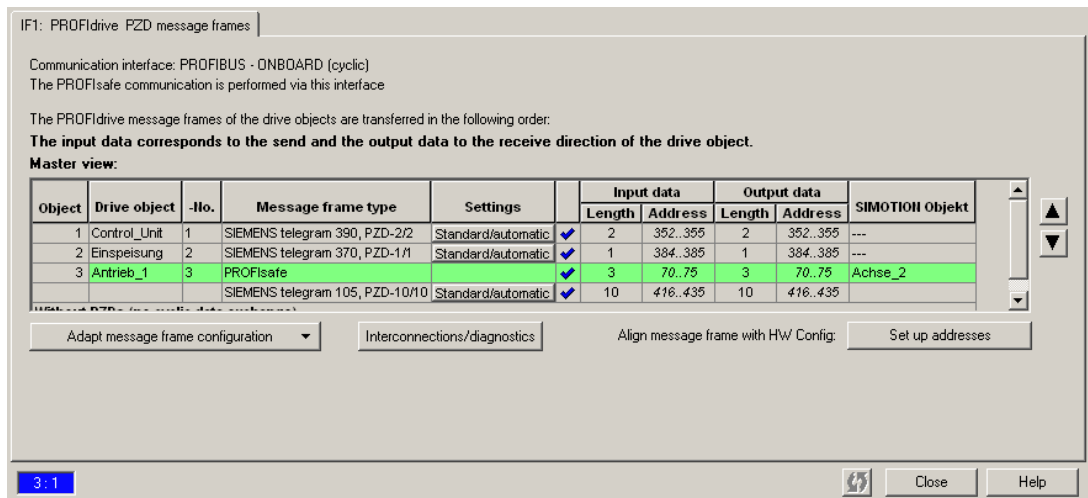 IF1: PROFIdrive PZD message frames
Communication interface: PROFIBUS - ONBOARD (cyclic)
The PROFIsafe communication is performed via this interface
The PROFIdrive message frames of the drive objects are transferred in the following order:
The input data corresponds to the send and the output data to the receive direction of the drive object.
Master view:
Object Drive object -No. Message frame type Settings Input data Output data SIMOTION Objekt
Length Address Length Address
1 Control_Unit 1 SIEMENS telegram 390, PZD-2/2 Standard/automatic 2 352..355 2 352..355 ---
2 Einspeisung 2 SIEMENS telegram 370, PZD-1/1 Standard/automatic 1 384..385 1 384..385 ---
3 Antrieb_1 3 PROFIsafe 3 70..75 3 70..75 Achse_2
SIEMENS telegram 105, PZD-10/10 Standard/automatic 10 416..435 10 416..435
Without PZDs (no cyclic data exchange)
Adapt message frame configuration Interconnections/diagnostics Align message frame with HW Config: Set up addresses
3 : 1 Close Help